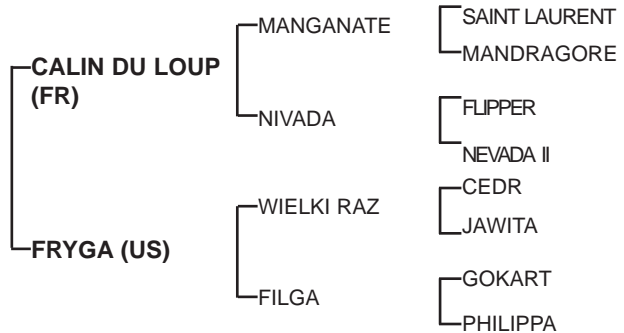 SAINT LAURENT
MANGANATE
MANDRAGORE
CALIN DU LOUP
(FR)
FLIPPER
NIVADA
NEVADA II
CEDR
WIELKI RAZ
JAWITA
FRYGA (US)
GOKART
FILGA
PHILIPPA